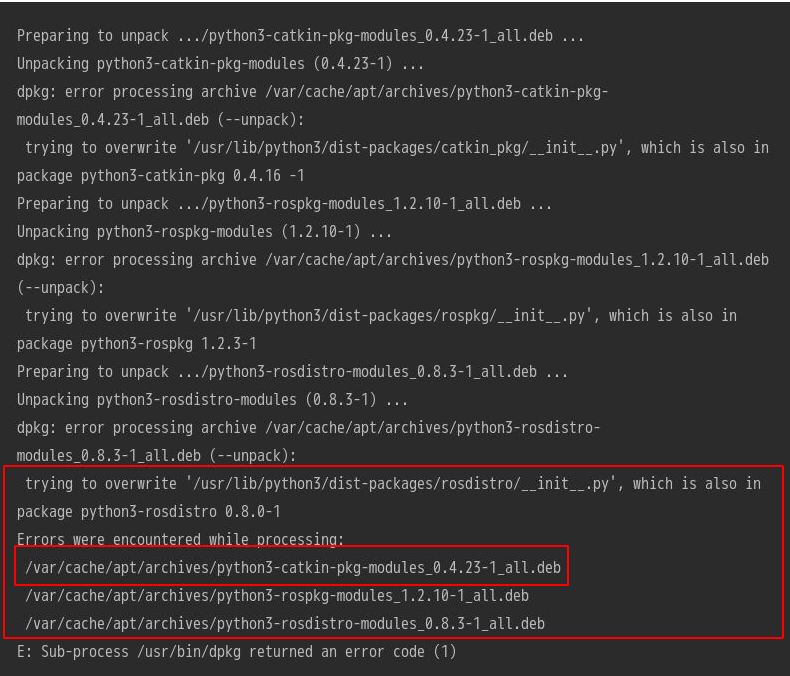 Preparing to unpack .../python3-catkin-pkg-modules_0.4.23-1_all.deb ...
Unpacking python3-catkin-pkg-modules (0.4.23-1) ...
dpkg: error processing archive /var/cache/apt/archives/python3-catkin-pkg-
modules_0.4.23-1_all.deb (--unpack):
trying to overwrite '/usr/lib/python3/dist-packages/catkin_pkg/__init__.py', which is also in
package python3-catkin-pkg 0.4.16 -1
Preparing to unpack .../python3-rospkg-modules_1.2.10-1_all.deb ...
Unpacking python3-rospkg-modules (1.2.10-1) ...
dpkg: error processing archive /var/cache/apt/archives/python3-rospkg-modules_1.2.10-1_all.deb
(--unpack):
trying to overwrite '/usr/lib/python3/dist-packages/rospkg/__init__.py', which is also in
package python3-rospkg 1.2.3-1
Preparing to unpack .../python3-rosdistro-modules_0.8.3-1_all.deb ...
Unpacking python3-rosdistro-modules (0.8.3-1) ...
dpkg: error processing archive /var/cache/apt/archives/python3-rosdistro-
modules_0.8.3-1_all.deb (--unpack):
trying to overwrite '/usr/lib/python3/dist-packages/rosdistro/__init__.py', which is also in
package python3-rosdistro 0.8.0-1
Errors were encountered while processing:
/var/cache/apt/archives/python3-catkin-pkg-modules_0.4.23-1_all.deb
/var/cache/apt/archives/python3-rospkg-modules_1.2.10-1_all.deb
/var/cache/apt/archives/python3-rosdistro-modules_0.8.3-1_all.deb
E: Sub-process /usr/bin/dpkg returned an error code (1)